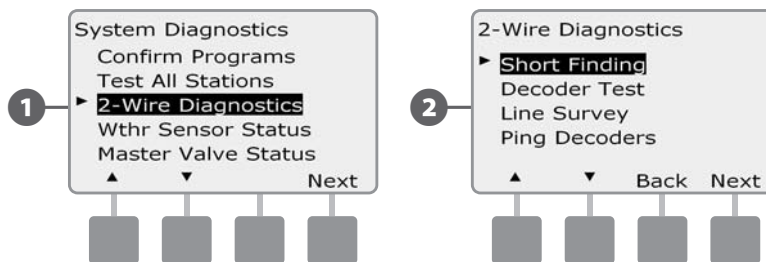 System Diagnostics
Confirm Programs
Test All Stations
2-Wire Diagnostics
Wthr Sensor Status
Master Valve Status
Next
1
2-Wire Diagnostics
Short Finding
Decoder Test
Line Survey
Ping Decoders
Back Next
2